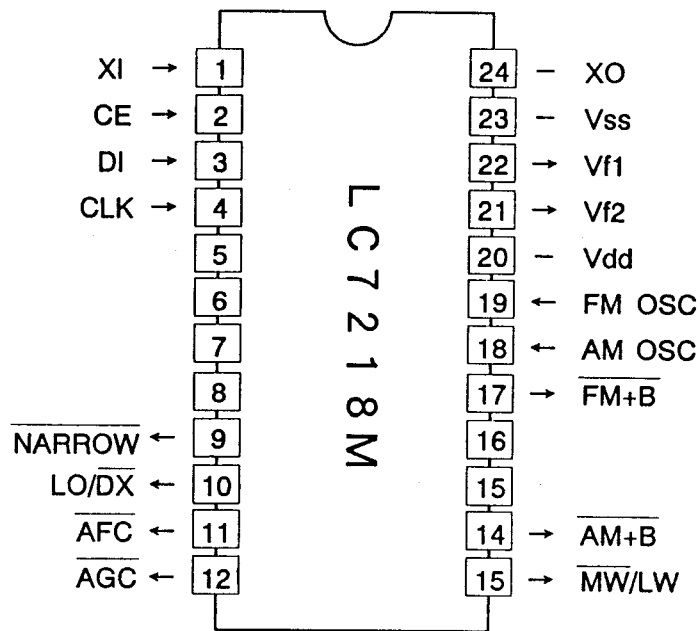 XI → 1
CE → 2
DI → 3
CLK → 4
5
6
7
8
NARROW ← 9
LO/DX ← 10
AFC ← 11
AGC ← 12
LC7218M
24 – XO
23 – Vss
22 → Vf1
21 → Vf2
20 – Vdd
19 ← FM OSC
18 ← AM OSC
17 → FM+B
16
15
14 → AM+B
15 → MW/LW